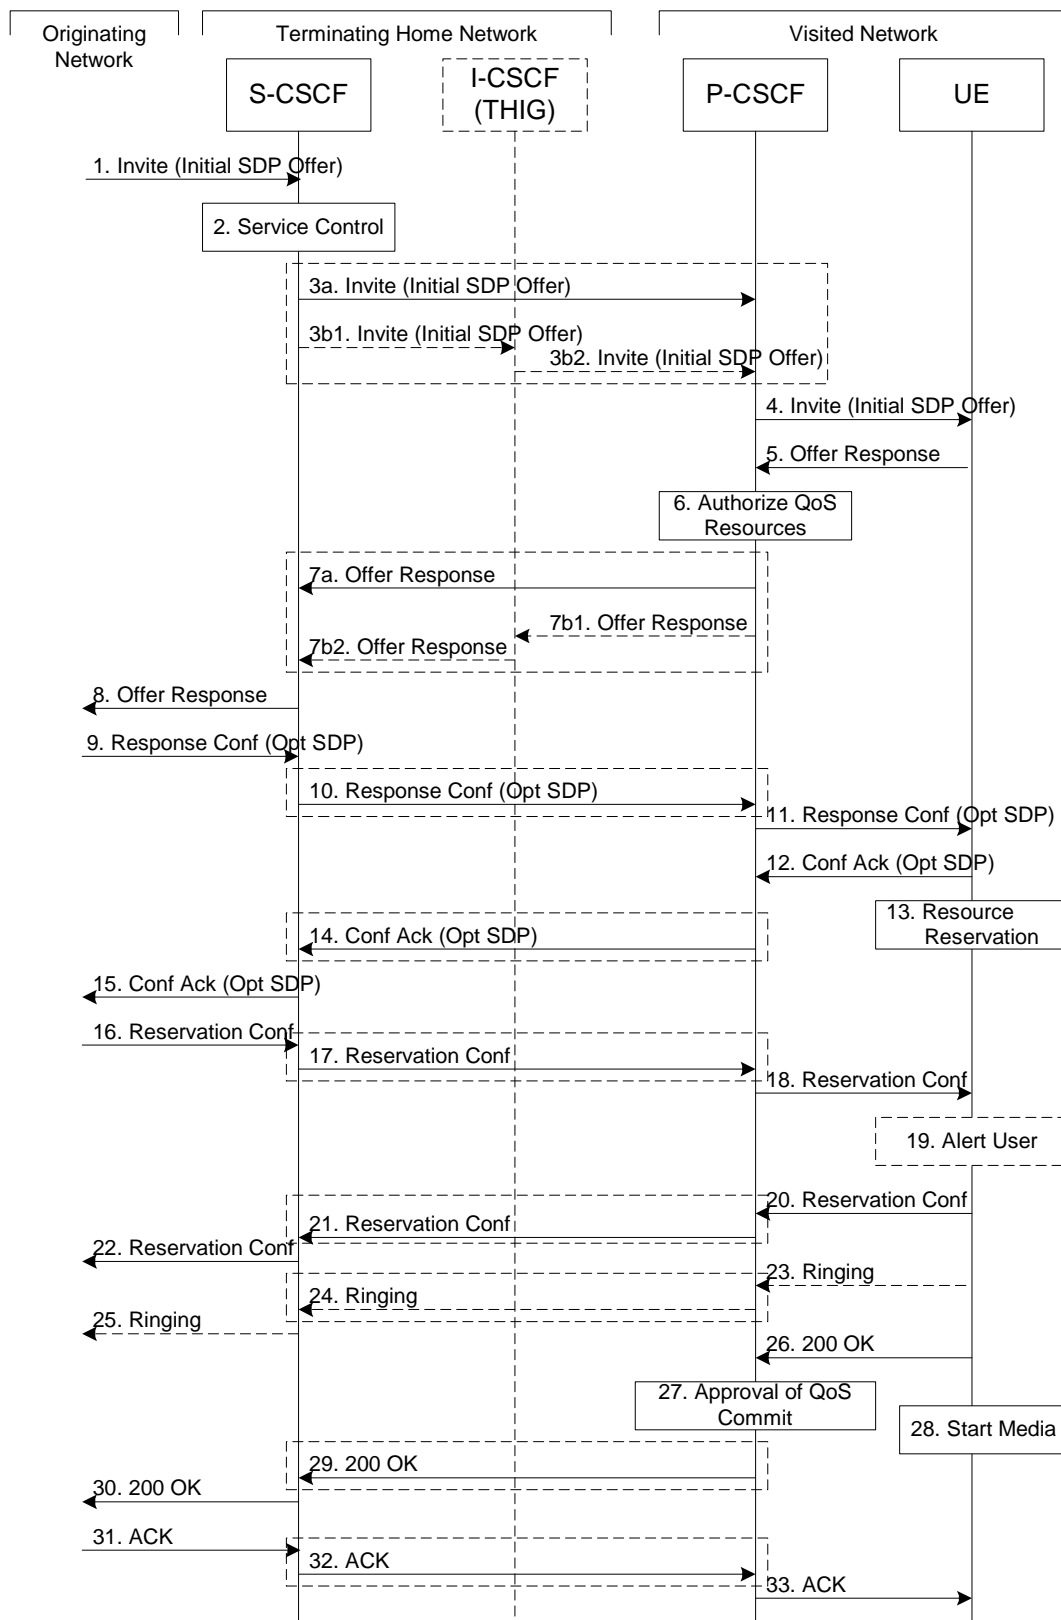 Originating
Network
Terminating Home Network
Visited Network
S-CSCF
I-CSCF
(THIG)
P-CSCF
UE
1. Invite (Initial SDP Offer)
2. Service Control
3a. Invite (Initial SDP Offer)
3b1. Invite (Initial SDP Offer)
3b2. Invite (Initial SDP Offer)
4. Invite (Initial SDP Offer)
5. Offer Response
6. Authorize QoS
Resources
7a. Offer Response
7b1. Offer Response
7b2. Offer Response
8. Offer Response
9. Response Conf (Opt SDP)
10. Response Conf (Opt SDP)
11. Response Conf (Opt SDP)
12. Conf Ack (Opt SDP)
13. Resource
Reservation
14. Conf Ack (Opt SDP)
15. Conf Ack (Opt SDP)
16. Reservation Conf
17. Reservation Conf
18. Reservation Conf
19. Alert User
20. Reservation Conf
21. Reservation Conf
22. Reservation Conf
23. Ringing
24. Ringing
25. Ringing
26. 200 OK
27. Approval of QoS
Commit
28. Start Media
29. 200 OK
30. 200 OK
31. ACK
32. ACK
33. ACK